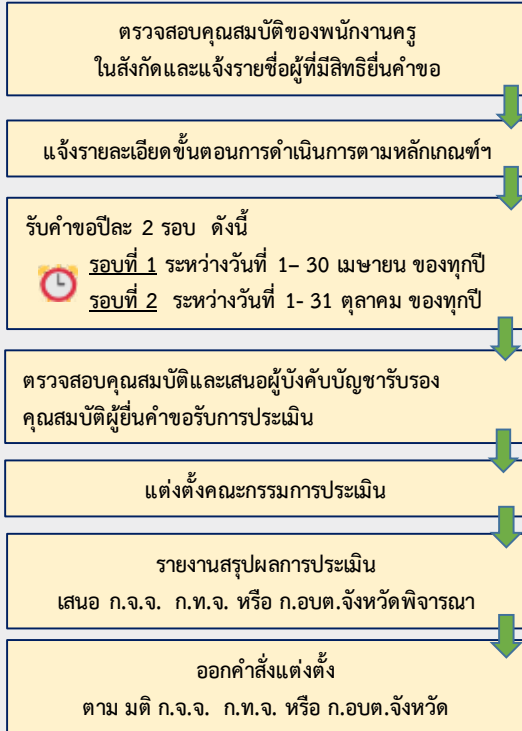 ตรวจสอบคุณสมบัติของพนักงานครู
ในสังกัดและแจ้งรายชื่อผู้ที่มีสิทธิยื่นคำขอ
แจ้งรายละเอียดขั้นตอนการดำเนินการตามหลักเกณฑ์ฯ
รับคำขอปีละ 2 รอบ ดังนี้
รอบที่ 1 ระหว่างวันที่ 1– 30 เมษายน ของทุกปี
รอบที่ 2 ระหว่างวันที่ 1- 31 ตุลาคม ของทุกปี
ตรวจสอบคุณสมบัติและเสนอผู้บังคับบัญชารับรอง
คุณสมบัติผู้ยื่นคำขอรับการประเมิน
แต่งตั้งคณะกรรมการประเมิน
รายงานสรุปผลการประเมิน
เสนอ ก.จ.จ. ก.ท.จ. หรือ ก.อบต.จังหวัดพิจารณา
ออกคำสั่งแต่งตั้ง
ตาม มติ ก.จ.จ. ก.ท.จ. หรือ ก.อบต.จังหวัด